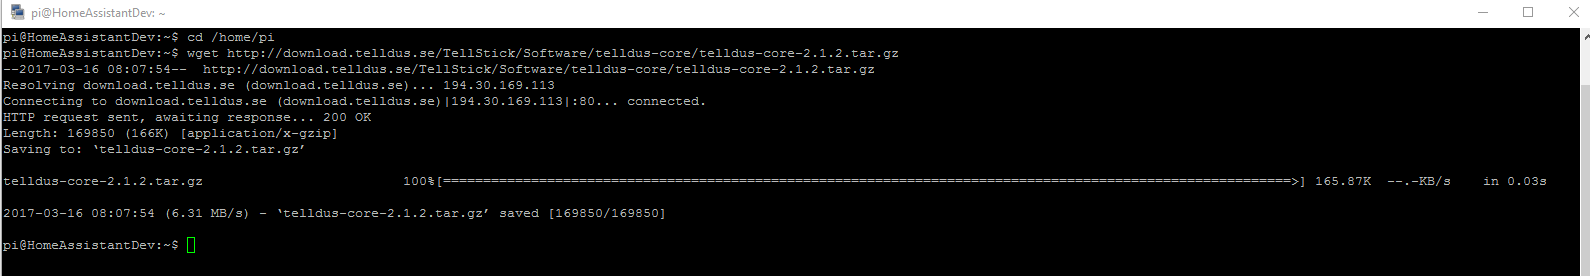 pi@HomeAssistantDev: ~
pi@HomeAssistantDev:~$ cd /home/pi
pi@HomeAssistantDev:~$ wget http://download.telldus.se/TellStick/Software/telldus-core/telldus-core-2.1.2.tar.gz
--2017-03-16 08:07:54--  http://download.telldus.se/TellStick/Software/telldus-core/telldus-core-2.1.2.tar.gz
Resolving download.telldus.se (download.telldus.se)... 194.30.169.113
Connecting to download.telldus.se (download.telldus.se)|194.30.169.113|:80... connected.
HTTP request sent, awaiting response... 200 OK
Length: 169850 (166K) [application/x-gzip]
Saving to: ‘telldus-core-2.1.2.tar.gz’
telldus-core-2.1.2.tar.gz 100%[==========================================================================================================>] 165.87K --.-KB/s in 0.03s
2017-03-16 08:07:54 (6.31 MB/s) - ‘telldus-core-2.1.2.tar.gz’ saved [169850/169850]
pi@HomeAssistantDev:~$